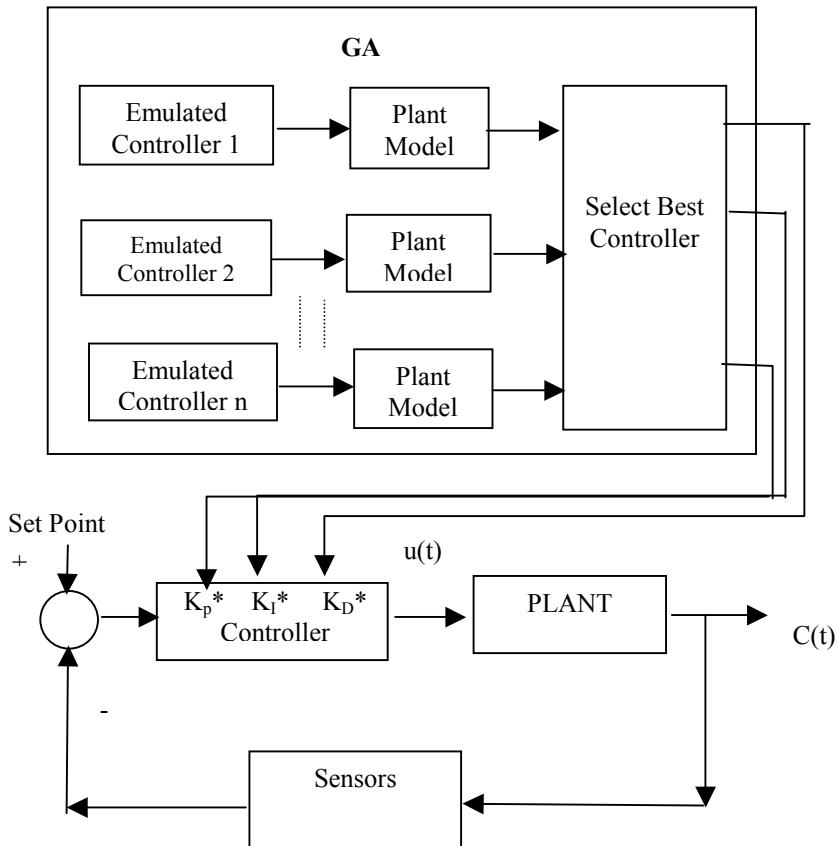 GA
Emulated
Controller 1
Plant
Model
Emulated
Controller 2
Plant
Model
Emulated
Controller n
Plant
Model
Select Best
Controller
Set Point
+
-
Kp* KI* KD*
Controller
u(t)
PLANT
C(t)
Sensors